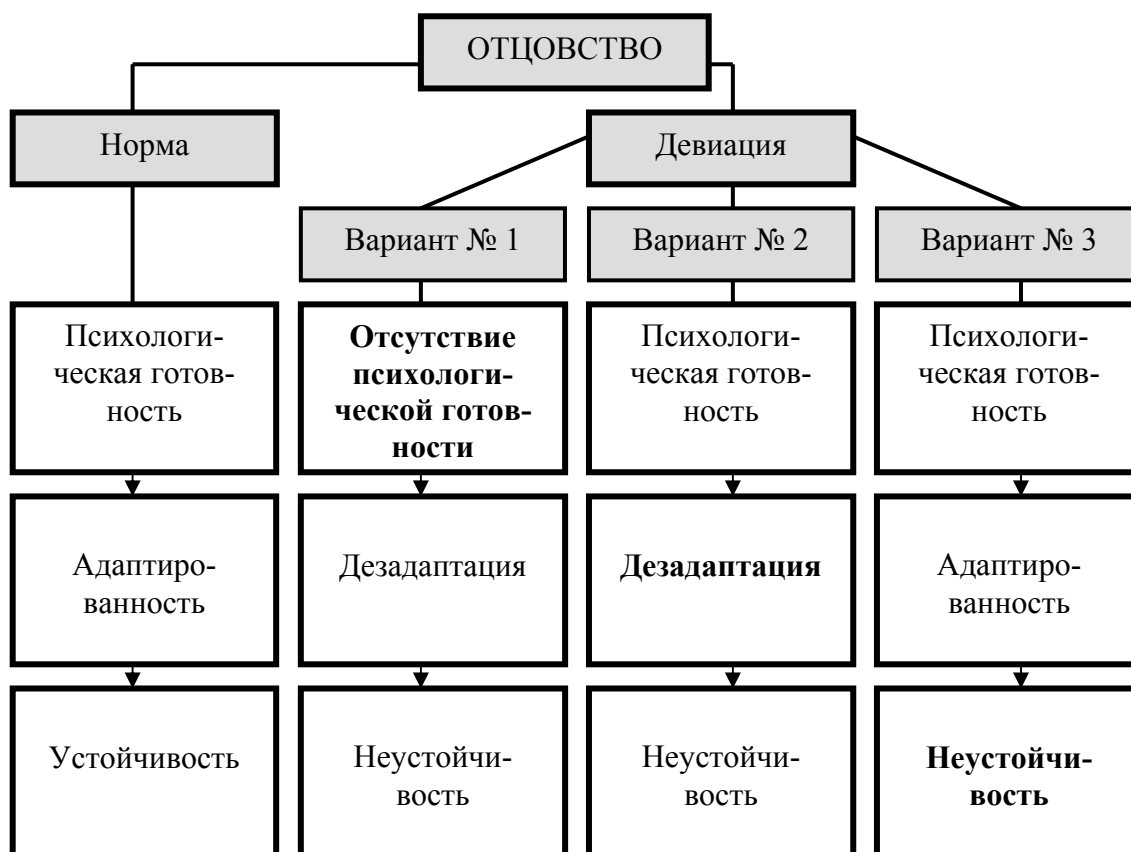 ОТЦОВСТВО
Норма
Девиация
Вариант № 1
Вариант № 2
Вариант № 3
Психологи-
ческая готов-
ность
Отсутствие
психологи-
ческой готов-
ности
Психологи-
ческая готов-
ность
Психологи-
ческая готов-
ность
Адаптиро-
ванность
Дезадаптация
Дезадаптация
Адаптиро-
ванность
Устойчивость
Неустойчи-
вость
Неустойчи-
вость
Неустойчи-
вость